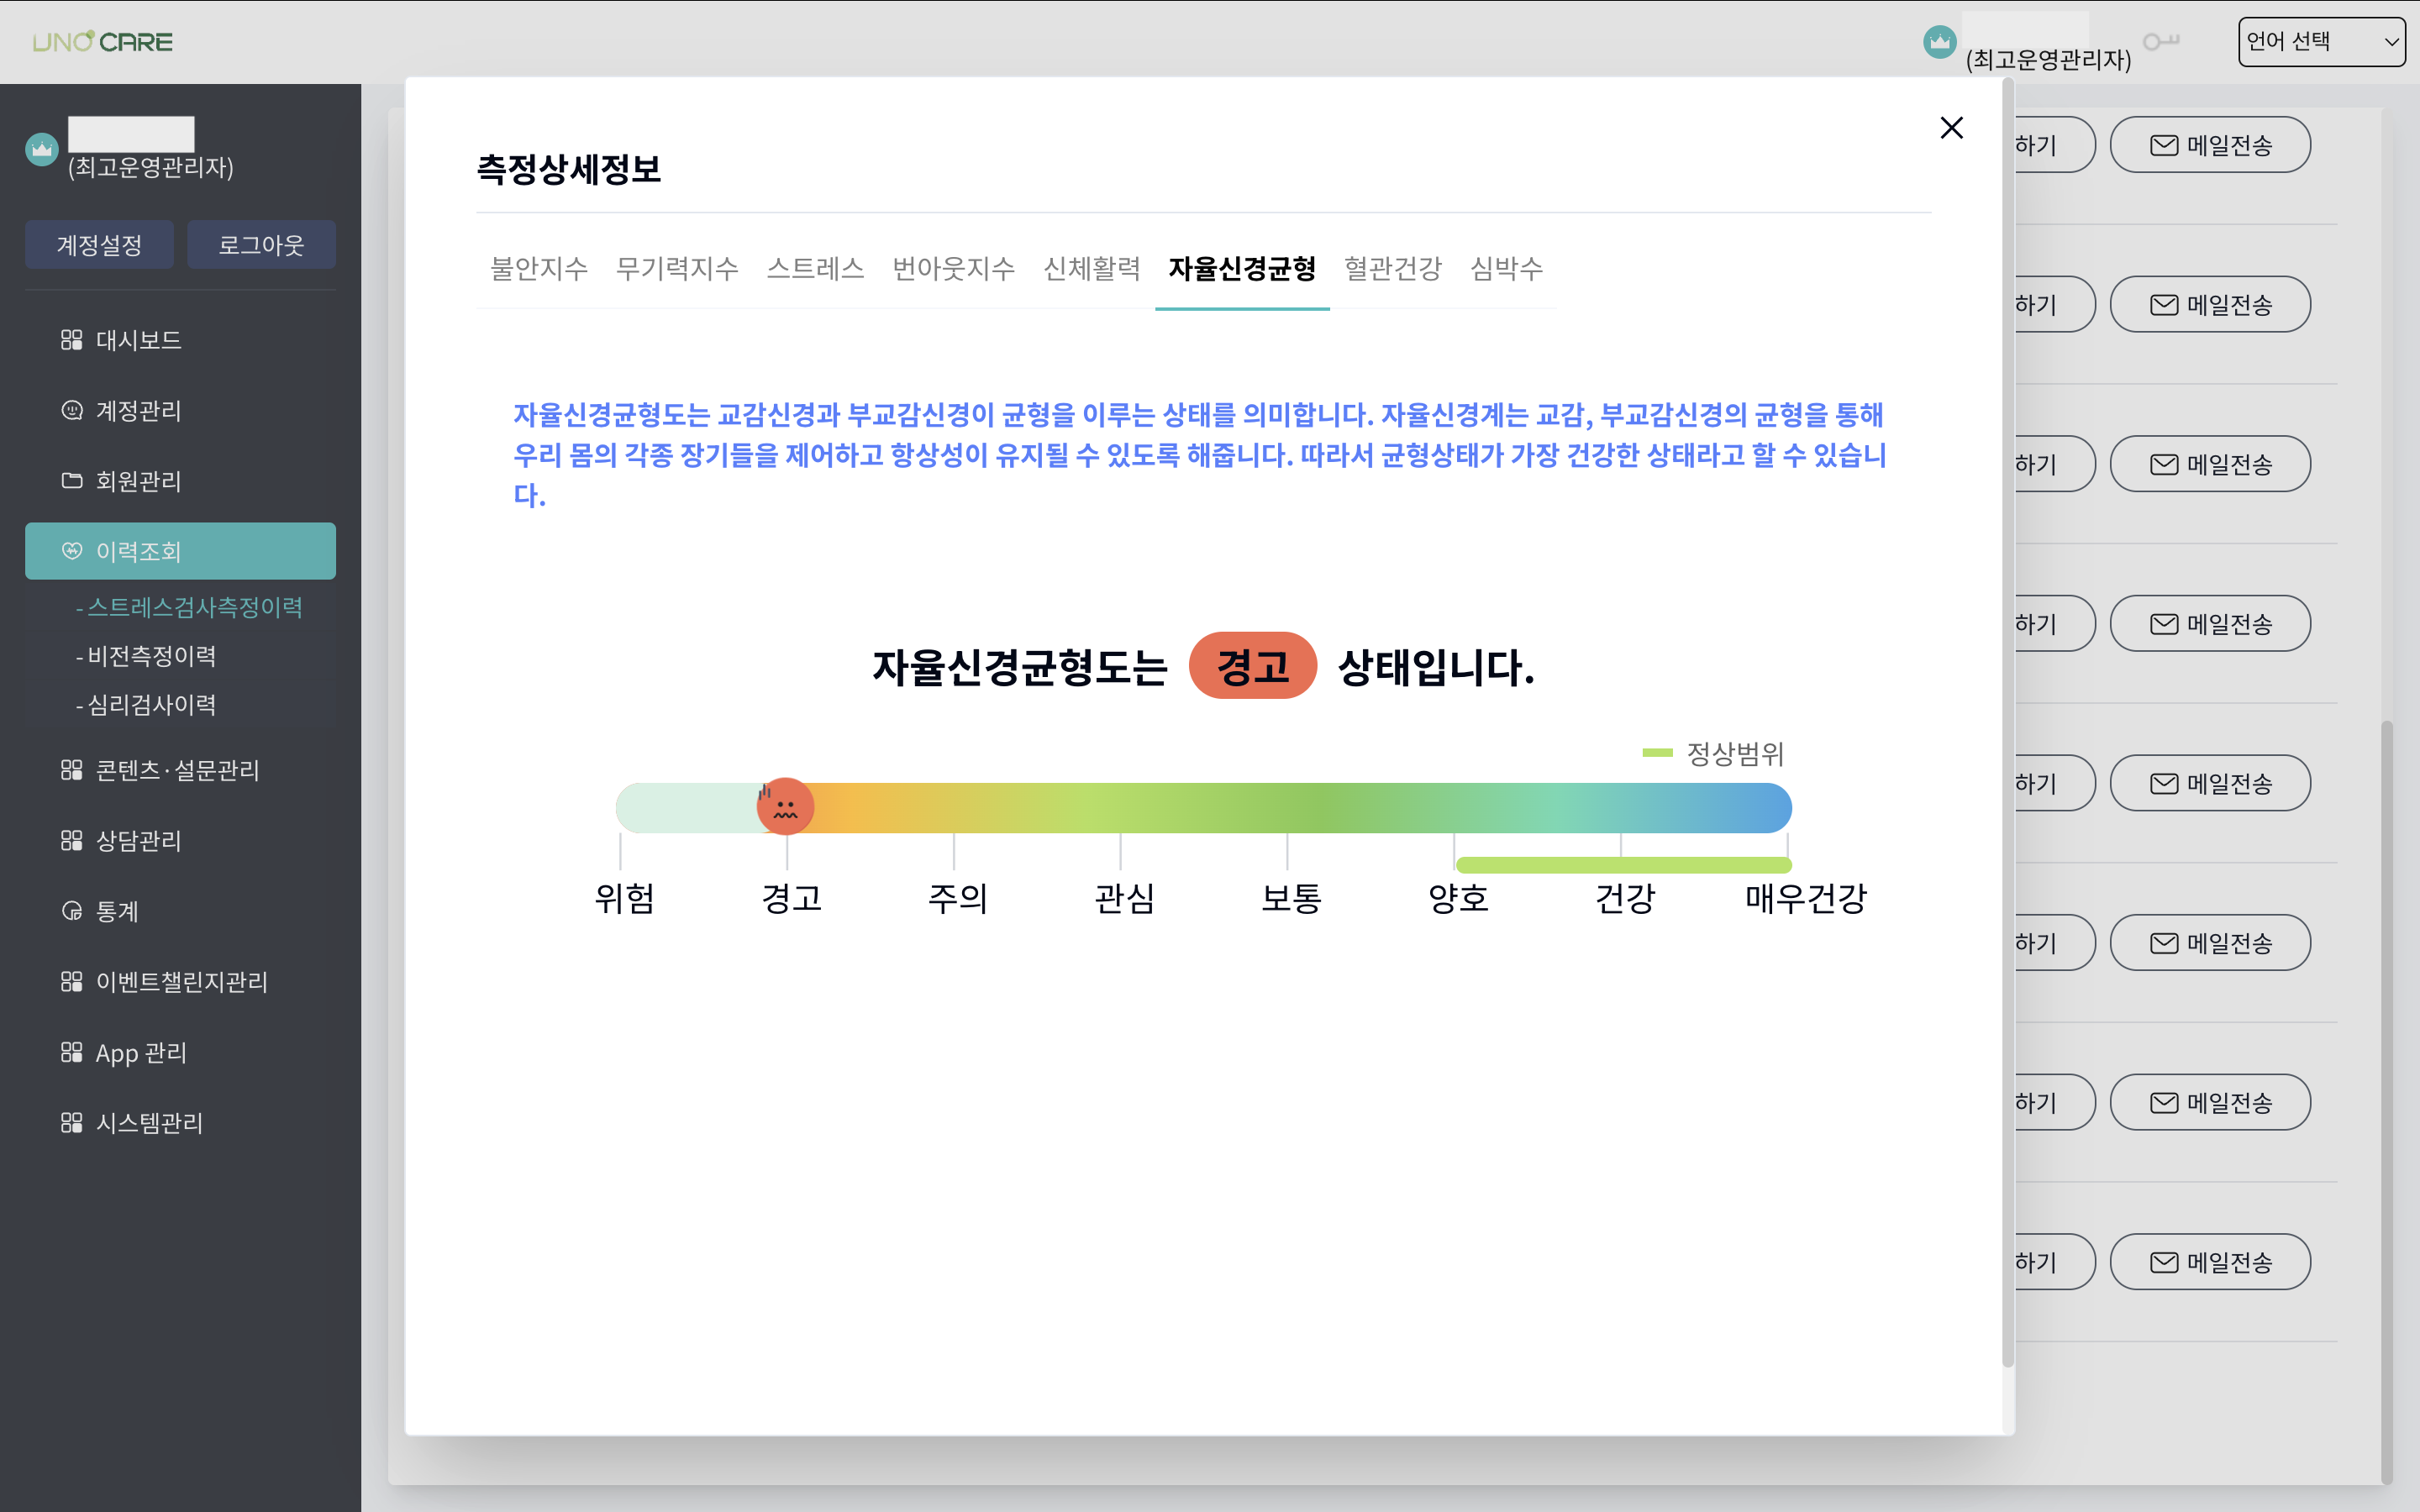 UNO CARE
(최고운영관리자)
언어 선택
(최고운영관리자)
계정설정
로그아웃
대시보드
계정관리
회원관리
이력조회
- 스트레스검사측정이력
- 비전측정이력
- 심리검사이력
콘텐츠·설문관리
상담관리
통계
이벤트챌린지관리
App 관리
시스템관리
측정상세정보
불안지수 무기력지수 스트레스 번아웃지수 신체활력 자율신경균형 혈관건강 심박수
자율신경균형도는 교감신경과 부교감신경이 균형을 이루는 상태를 의미합니다. 자율신경계는 교감, 부교감신경의 균형을 통해
우리 몸의 각종 장기들을 제어하고 항상성이 유지될 수 있도록 해줍니다. 따라서 균형상태가 가장 건강한 상태라고 할 수 있습니
다.
자율신경균형도는 경고 상태입니다.
정상범위
위험 경고 주의 관심 보통 양호 건강 매우건강
하기 메일전송
하기 메일전송
하기 메일전송
하기 메일전송
하기 메일전송
하기 메일전송
하기 메일전송
하기 메일전송